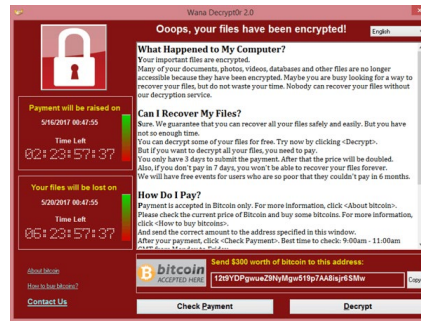 Wana Decrypt0r 2.0
Ooops, your files have been encrypted!
English
Payment will be raised on
5/16/2017 00:47:55
Time Left
02:23:57:37
Your files will be lost on
5/20/2017 00:47:55
Time Left
06:23:57:37
About bitcoin
How to buy bitcoins?
Contact Us
What Happened to My Computer?
Your important files are encrypted.
Many of your documents, photos, videos, databases and other files are no longer
accessible because they have been encrypted. Maybe you are busy looking for a way to
recover your files, but do not waste your time. Nobody can recover your files without
our decryption service.
Can I Recover My Files?
Sure. We guarantee that you can recover all your files safely and easily. But you have
not so enough time.
You can decrypt some of your files for free. Try now by clicking <Decrypt>.
But if you want to decrypt all your files, you need to pay.
You only have 3 days to submit the payment. After that the price will be doubled.
Also, if you don't pay in 7 days, you won't be able to recover your files forever.
We will have free events for users who are so poor that they couldn't pay in 6 months.
How Do I Pay?
Payment is accepted in Bitcoin only. For more information, click <About bitcoin>.
Please check the current price of Bitcoin and buy some bitcoins. For more information,
click <How to buy bitcoins>.
And send the correct amount to the address specified in this window.
After your payment, click <Check Payment>. Best time to check: 9:00am - 11:00am
GMT from Monday to Friday.
bitcoin
ACCEPTED HERE
Send $300 worth of bitcoin to this address:
12t9YDPgwueZ9NyMgw519p7AA8isjr6SMw
Copy
Check Payment
Decrypt